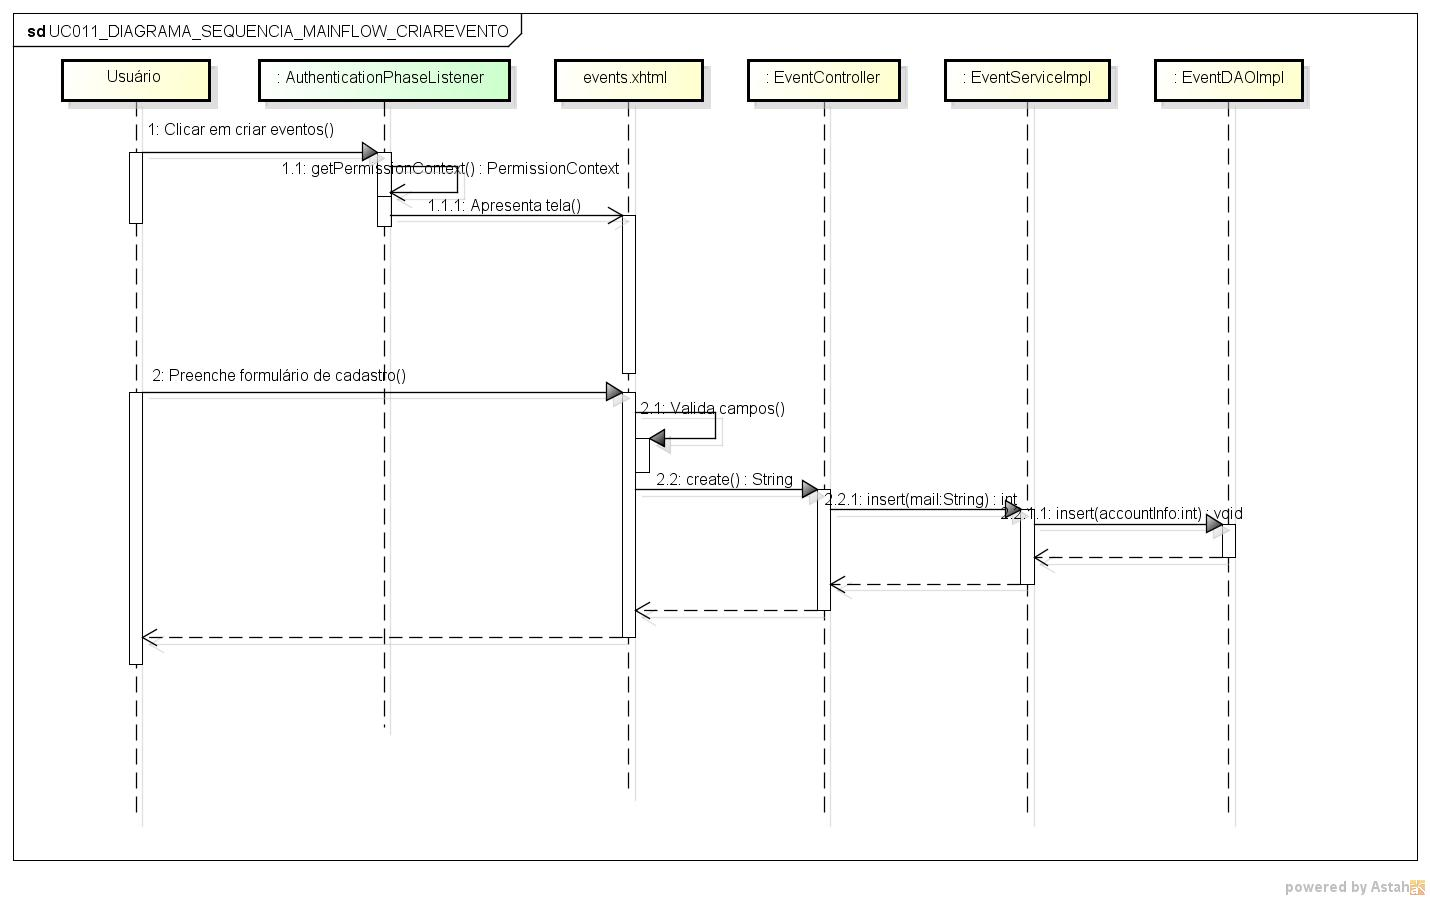 sd UC011_DIAGRAMA_SEQUENCIA_MAINFLOW_CRIAREVENTO
Usuário
: AuthenticationPhaseListener
events.xhtml
: EventController
: EventServiceImpl
: EventDAOImpl
1: Clicar em criar eventos()
1.1: getPermissionContext() : PermissionContext
1.1.1: Apresenta tela()
2: Preenche formulário de cadastro()
2.1: Valida campos()
2.2: create() : String
2.2.1: insert(mail:String) : int
2.2.1.1: insert(accountInfo:int) : void
powered by Astah